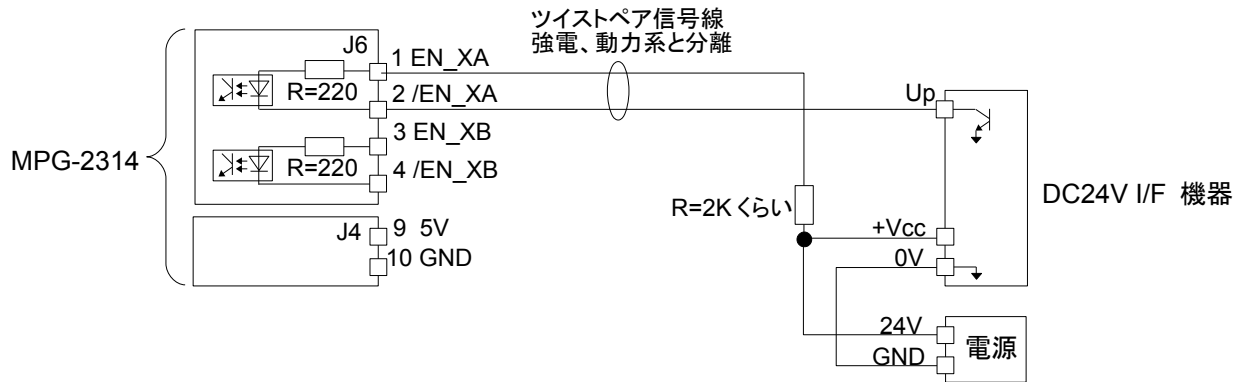 ツイストペア信号線
強電、動力系と分離
J6
1 EN_XA
R=220
2 /EN_XA
Up
3 EN_XB
MPG-2314
R=220
4 /EN_XB
DC24V I/F 機器
R=2Kくらい
J4
9 5V
+Vcc
10 GND
0V
24V
電源
GND